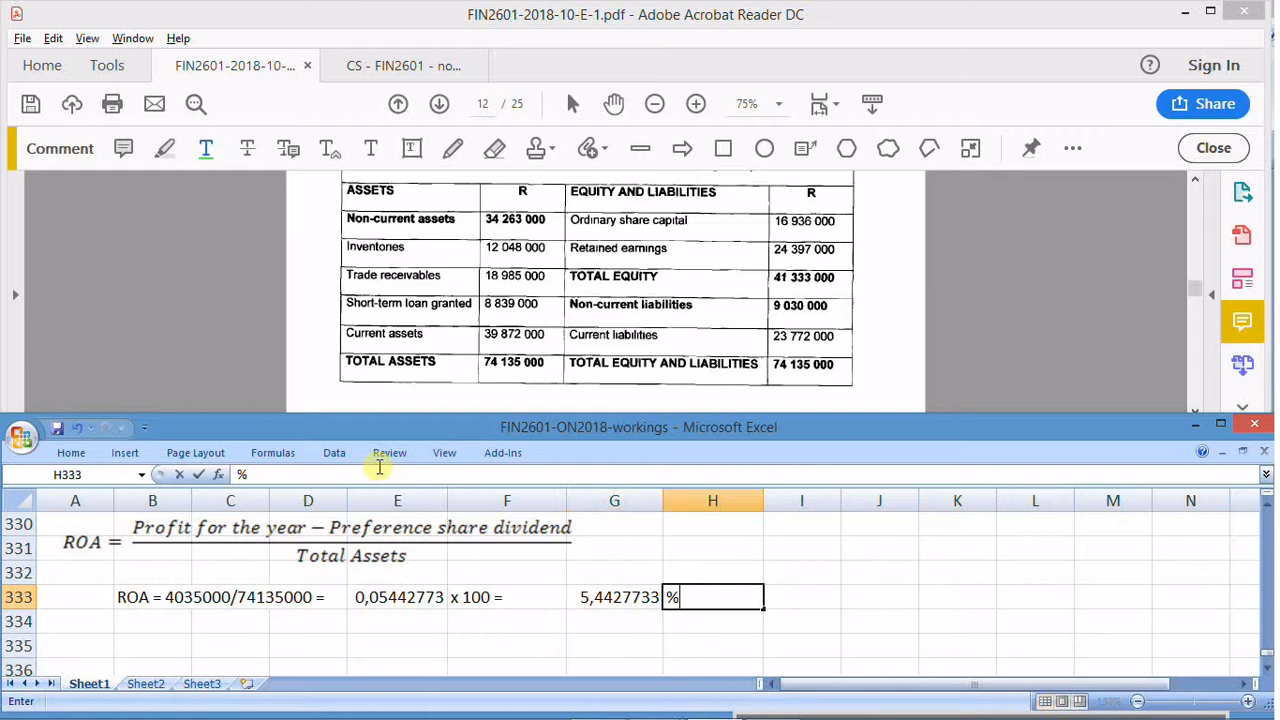 FIN2601-2018-10-E-1.pdf - Adobe Acrobat Reader DC
File Edit View Window Help
Home Tools FIN2601-2018-10-... × CS - FIN2601 - no... ? Sign In
12 / 25 75% Share
Comment T T T T T ... Close
ASSETS R EQUITY AND LIABILITIES R
Non-current assets 34 263 000 Ordinary share capital 16 936 000
Inventories 12 048 000 Retained earnings 24 397 000
Trade receivables 18 985 000 TOTAL EQUITY 41 333 000
Short-term loan granted 8 839 000 Non-current liabilities 9 030 000
Current assets 39 872 000 Current liabilities 23 772 000
TOTAL ASSETS 74 135 000 TOTAL EQUITY AND LIABILITIES 74 135 000
FIN2601-ON2018-workings - Microsoft Excel
Home Insert Page Layout Formulas Data Review View Add-Ins
H333 fx %
A B C D E F G H I J K L M N
330 Profit for the year − Preference share dividend
331 ROA =
Total Assets
332
333 ROA = 4035000/74135000 = 0,05442773 x 100 = 5,4427733 %
334
335
336
Sheet1 Sheet2 Sheet3
Enter